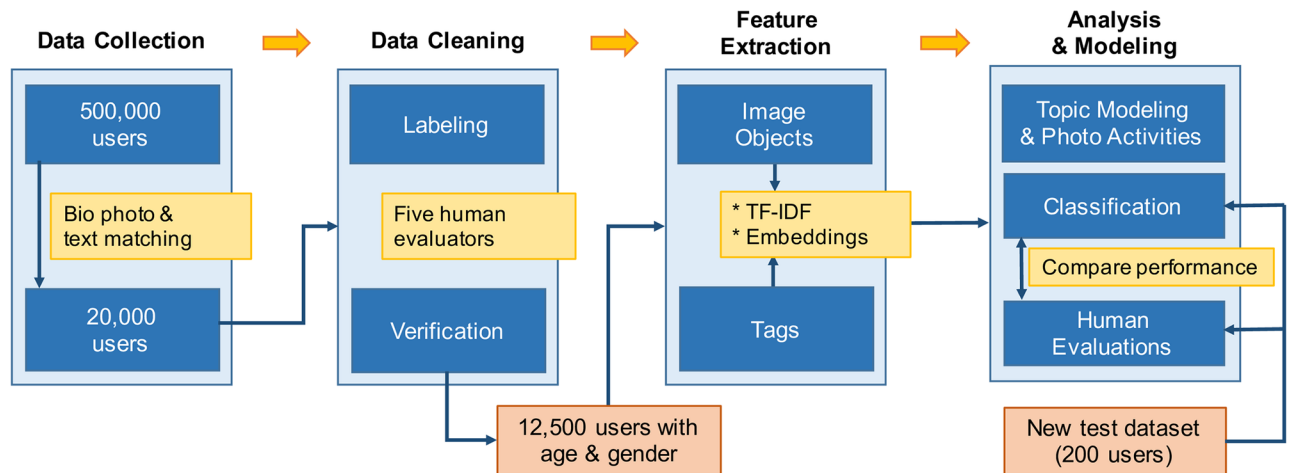 Data Collection
500,000
users
Bio photo &
text matching
20,000
users
Data Cleaning
Labeling
Five human
evaluators
Verification
12,500 users with
age & gender
Feature
Extraction
Image
Objects
* TF-IDF
* Embeddings
Tags
Analysis
& Modeling
Topic Modeling
& Photo Activities
Classification
Compare performance
Human
Evaluations
New test dataset
(200 users)